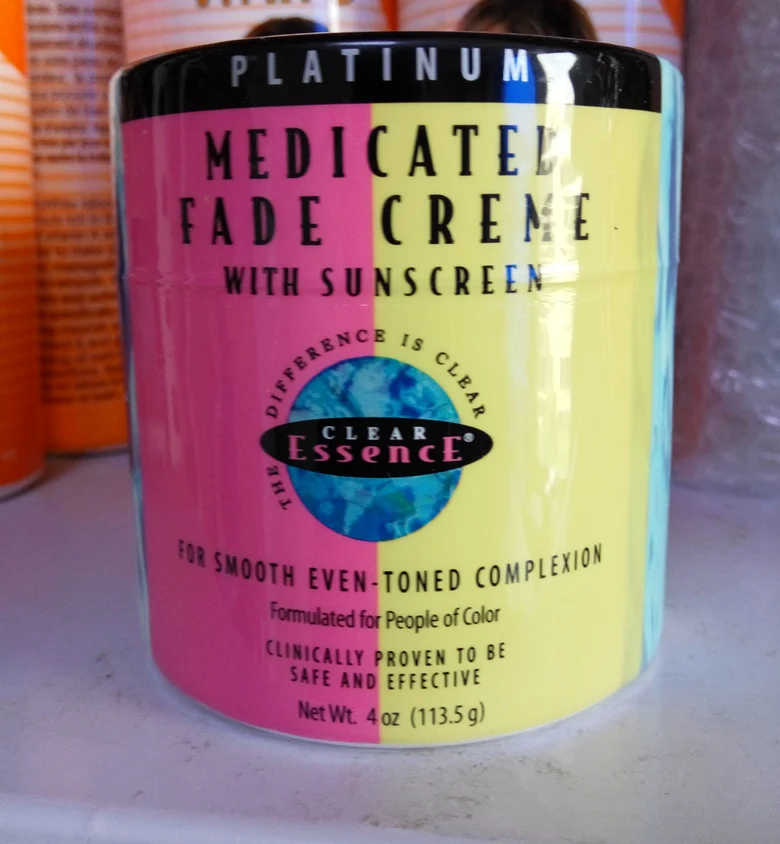 PLATINUM
MEDICATED
FADE CREME
WITH SUNSCREEN
THE DIFFERENCE IS CLEAR
CLEAR
EssencE®
FOR SMOOTH EVEN-TONED COMPLEXION
Formulated for People of Color
CLINICALLY PROVEN TO BE
SAFE AND EFFECTIVE
Net Wt. 4 oz (113.5 g)